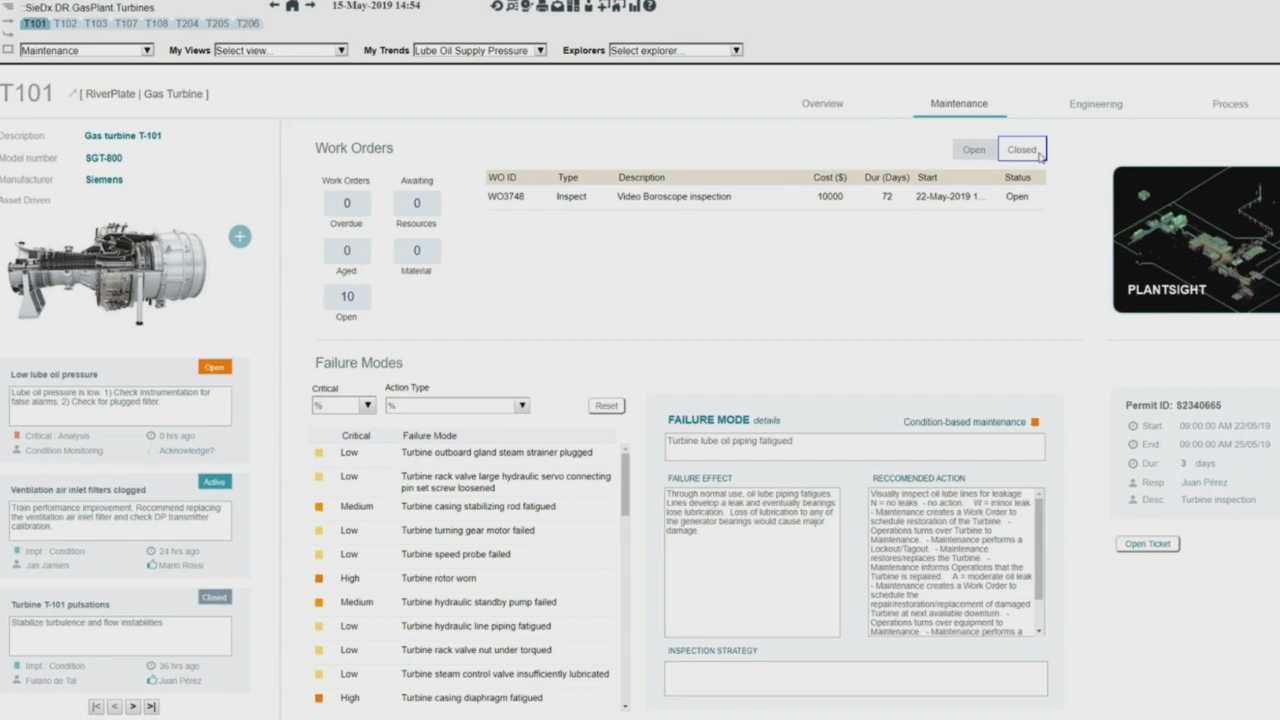 ::SieDx.DR.GasPlant Turbines
15-May-2019 14:54
T101 T102 T103 T107 T108 T204 T205 T206
Maintenance
My Views Select view...
My Trends Lube Oil Supply Pressure
Explorers Select explorer...
T101 [ RiverPlate | Gas Turbine ]
Overview Maintenance Engineering Process
Description Gas turbine T-101
Model number SGT-800
Manufacturer Siemens
Asset Driven
Low lube oil pressure Open
Lube oil pressure is low. 1) Check instrumentation for
false alarms. 2) Check for plugged filter.
Critical : Analysis 0 hrs ago
Condition Monitoring Acknowledge?
Ventilation air inlet filters clogged Active
Train performance improvement. Recommend replacing
the ventilation air inlet filter and check DP transmitter
calibration.
Impt : Condition 24 hrs ago
Jan Jansen Mario Rossi
Turbine T-101 pulsations Closed
Stabilize turbulence and flow instabilities
Impt : Condition 36 hrs ago
Fulano de Tal Juan Pérez
|< < > >|
Work Orders
Open Closed
Work Orders Awaiting
0 0
Overdue Resources
0 0
Aged Material
10
Open
WO ID Type Description Cost ($) Dur (Days) Start Status
WO3748 Inspect Video Boroscope inspection 10000 72 22-May-2019 1... Open
Failure Modes
Critical Action Type
% % Reset
Critical Failure Mode
Low Turbine outboard gland steam strainer plugged
Low Turbine rack valve large hydraulic servo connecting
pin set screw loosened
Medium Turbine casing stabilizing rod fatigued
Low Turbine turning gear motor failed
Low Turbine speed probe failed
High Turbine rotor worn
Medium Turbine hydraulic standby pump failed
Low Turbine hydraulic line piping fatigued
Low Turbine rack valve nut under torqued
Low Turbine steam control valve insufficiently lubricated
High Turbine casing diaphragm fatigued
FAILURE MODE details Condition-based maintenance
Turbine lube oil piping fatigued
FAILURE EFFECT
Through normal use, oil lube piping fatigues.
Lines develop a leak and eventually bearings
lose lubrication. Loss of lubrication to any of
the generator bearings would cause major
damage.
RECCOMENDED ACTION
Visually inspect oil lube lines for leakage
N = no leaks - no action. W = minor leak
- Maintenance creates a Work Order to
schedule restoration of the Turbine. -
Operations turns over Turbine to
Maintenance. - Maintenance performs a
Lockout/Tagout. - Maintenance
restores/replaces the Turbine. -
Maintenance informs Operations that the
Turbine is repaired. A = moderate oil leak
- Maintenance creates a Work Order to
schedule the
repair/restoration/replacement of damaged
Turbine at next available downturn. -
Operations turns over equipment to
Maintenance. - Maintenance performs a
INSPECTION STRATEGY
PLANTSIGHT
Permit ID: S2340665
Start: 09:00:00 AM 22/05/19
End: 09:00:00 AM 25/05/19
Dur: 3 days
Resp Juan Pérez
Desc Turbine inspection
Open Ticket